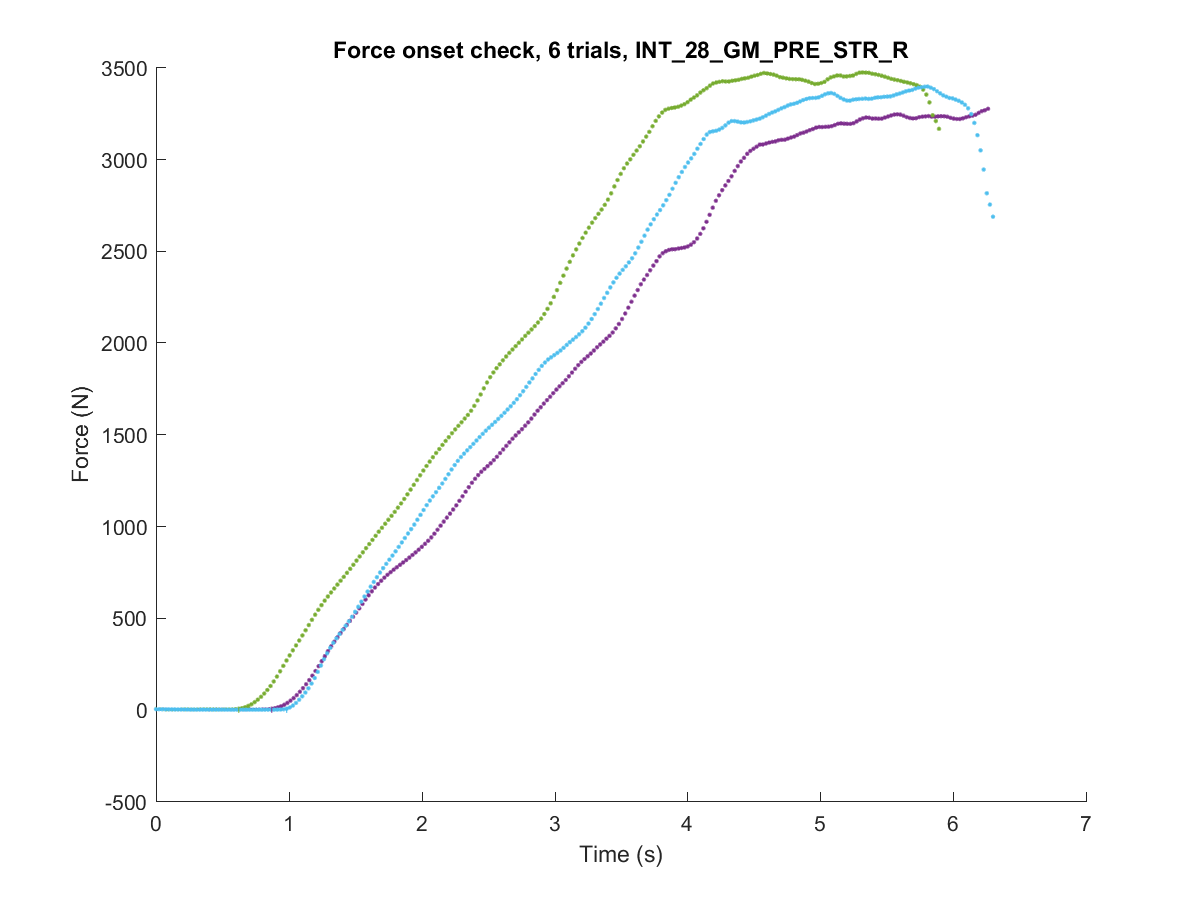 Force onset check, 6 trials, INT_28_GM_PRE_STR_R
3500
3000
2500
2000
1500
1000
500
0
-500
Force (N)
0 1 2 3 4 5 6 7
Time (s)